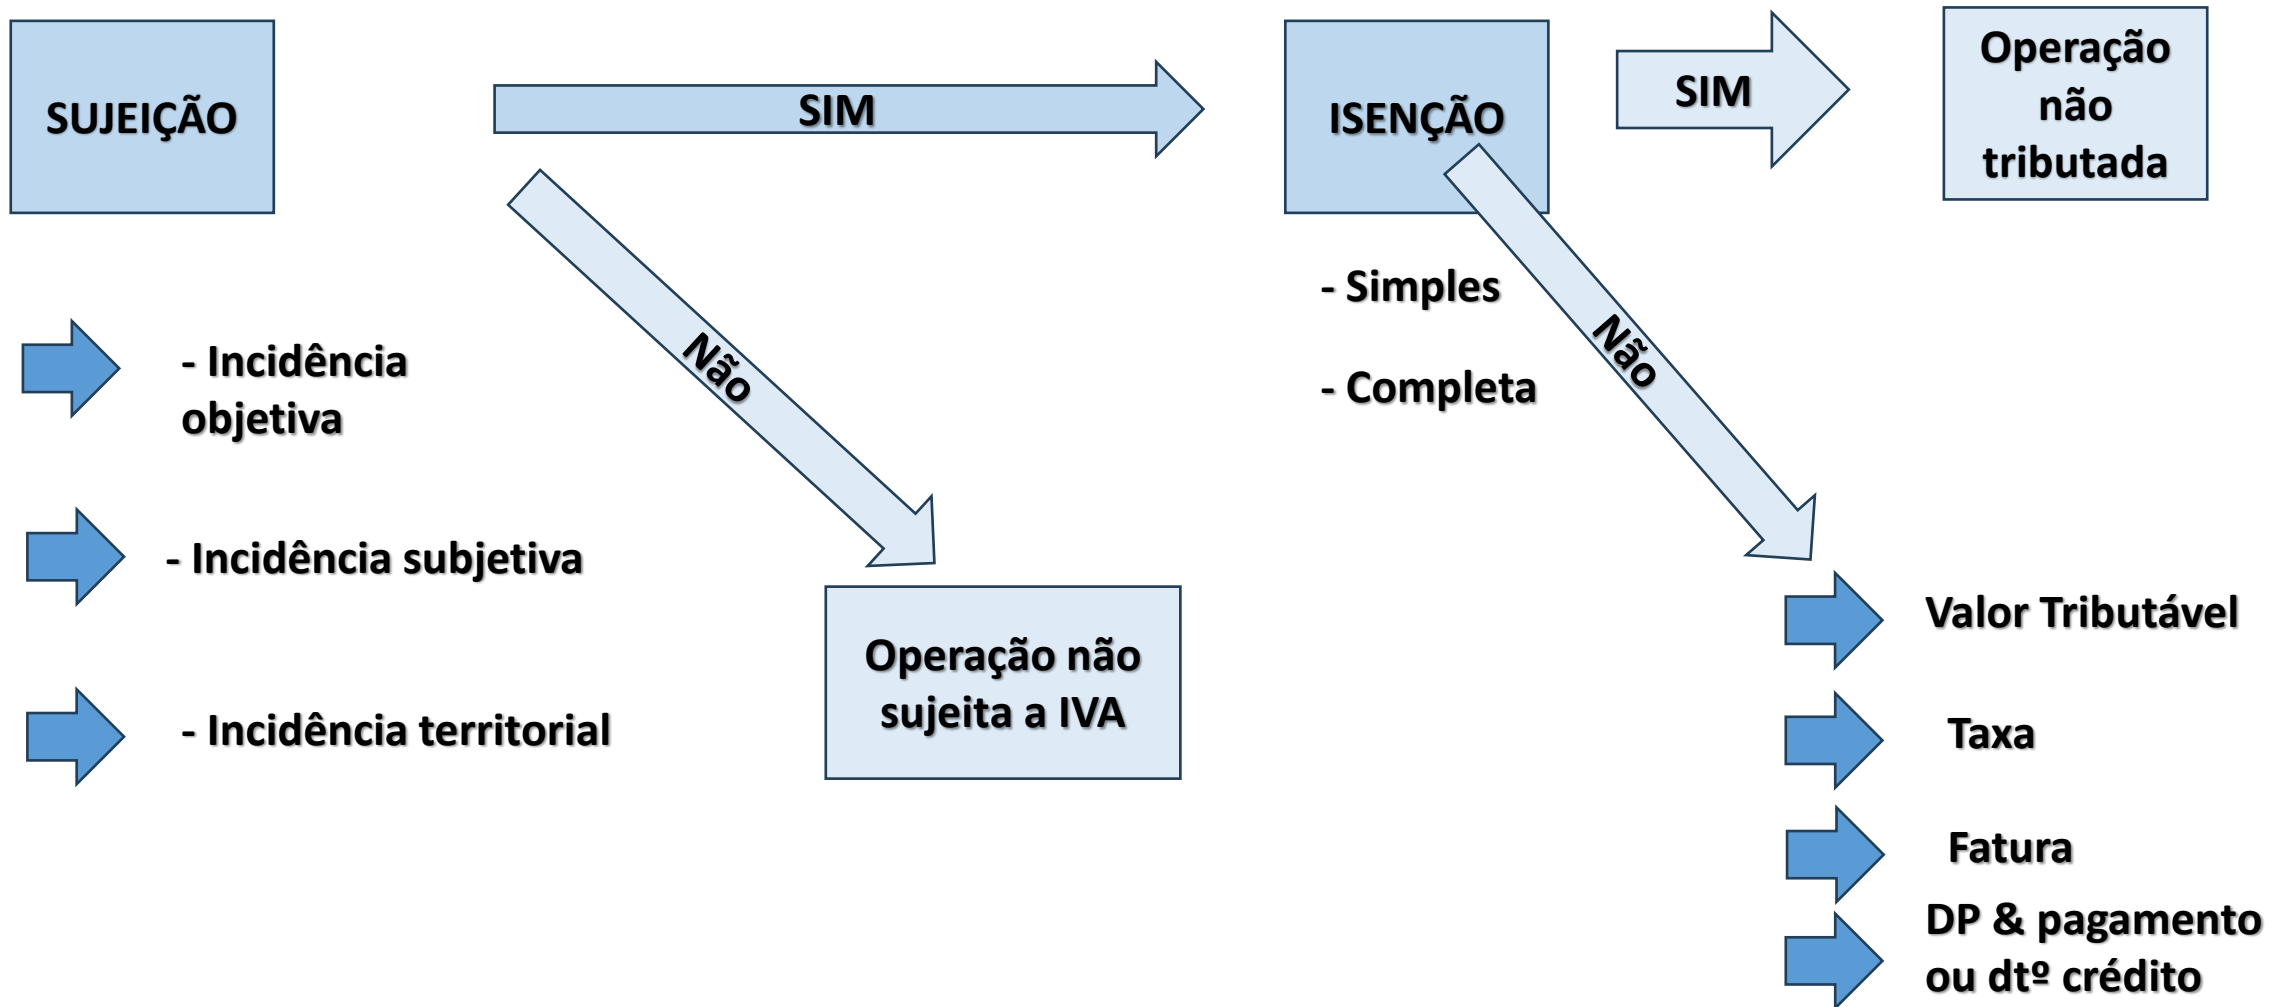 SUJEIÇÃO
SIM
ISENÇÃO
SIM
Operação
não
tributada
- Incidência
objetiva
- Incidência subjetiva
- Incidência territorial
Não
Operação não
sujeita a IVA
- Simples
- Completa
Não
Valor Tributável
Taxa
Fatura
DP & pagamento
ou dtº crédito